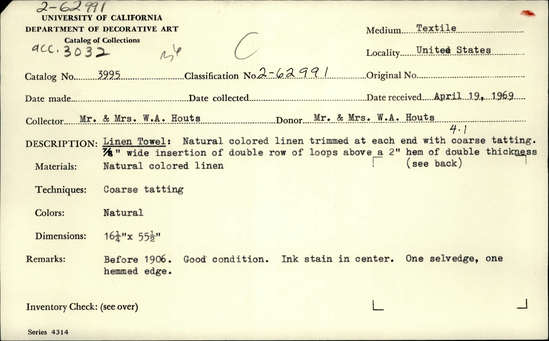 2-62991
UNIVERSITY OF CALIFORNIA
DEPARTMENT OF DECORATIVE ART
Catalog of Collections
acc. 3032
C
Medium Textile
Locality United States
Catalog No. 3995 Classification No. 2-62991 Original No.
Date made Date collected Date received April 19, 1969
Collector Mr. & Mrs. W.A. Houts Donor Mr. & Mrs. W.A. Houts
4.1
DESCRIPTION: Linen Towel: Natural colored linen trimmed at each end with coarse tatting.
7/8" wide insertion of double row of loops above a 2" hem of double thickness
Materials: Natural colored linen (see back)
Techniques: Coarse tatting
Colors: Natural
Dimensions: 16¼"x 55½"
Remarks: Before 1906. Good condition. Ink stain in center. One selvedge, one
hemmed edge.
Inventory Check: (see over)
Series 4314